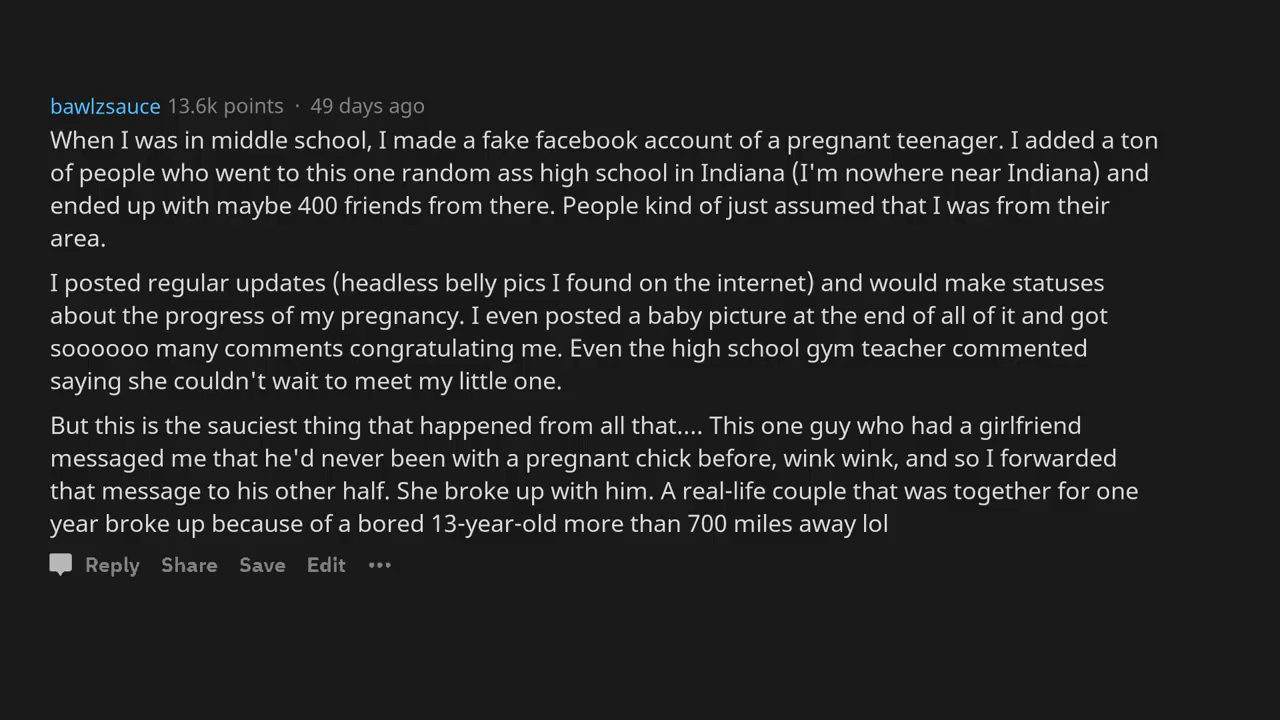 bawlzsauce 13.6k points · 49 days ago
When I was in middle school, I made a fake facebook account of a pregnant teenager. I added a ton
of people who went to this one random ass high school in Indiana (I'm nowhere near Indiana) and
ended up with maybe 400 friends from there. People kind of just assumed that I was from their
area.
I posted regular updates (headless belly pics I found on the internet) and would make statuses
about the progress of my pregnancy. I even posted a baby picture at the end of all of it and got
soooooo many comments congratulating me. Even the high school gym teacher commented
saying she couldn't wait to meet my little one.
But this is the sauciest thing that happened from all that.... This one guy who had a girlfriend
messaged me that he'd never been with a pregnant chick before, wink wink, and so I forwarded
that message to his other half. She broke up with him. A real-life couple that was together for one
year broke up because of a bored 13-year-old more than 700 miles away lol
Reply Share Save Edit •••